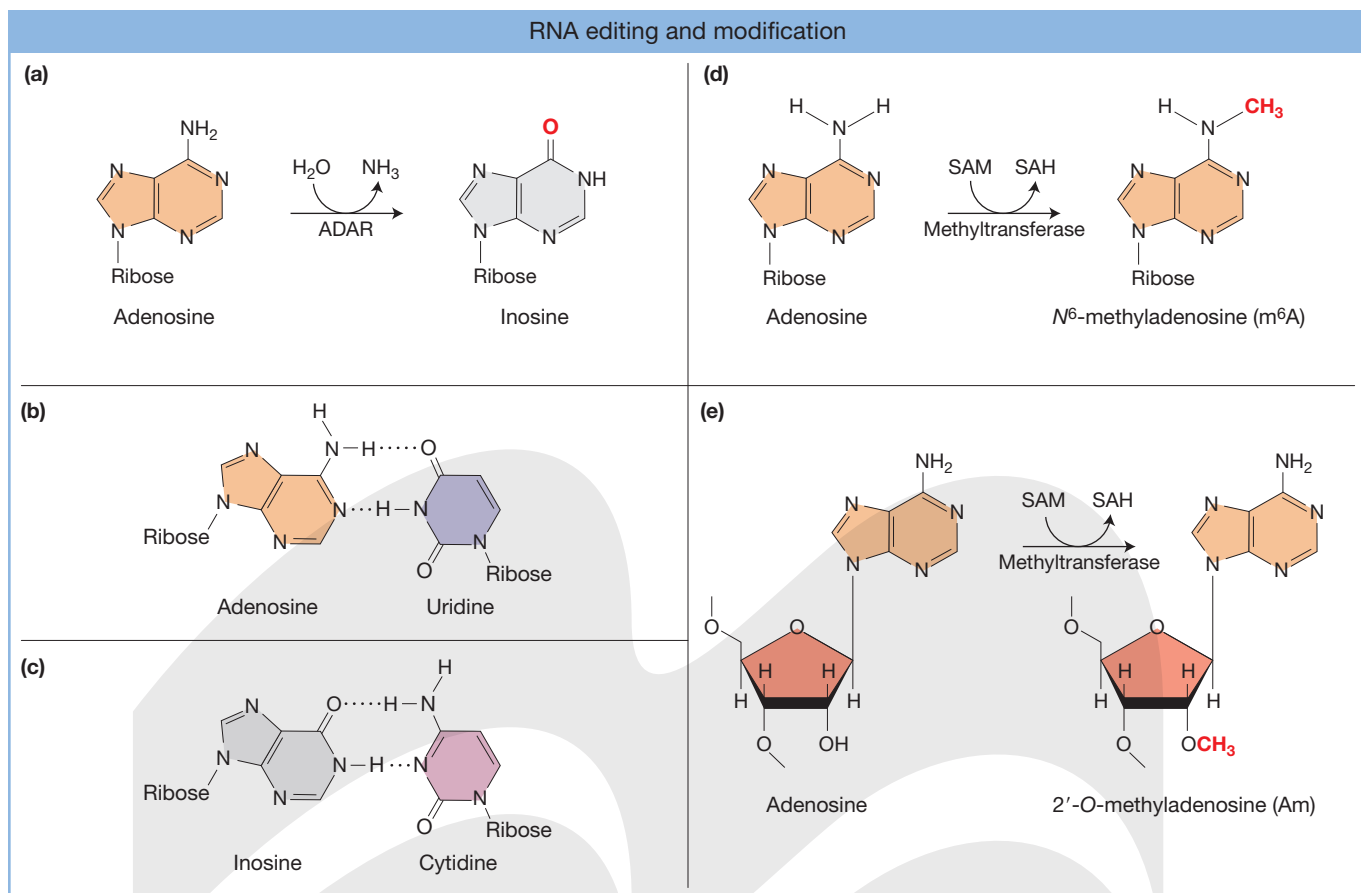 RNA editing and modification
(a)
NH2
N
N
N
N
Ribose
Adenosine
H2O
NH3
ADAR
O
N
NH
N
N
Ribose
Inosine
(b)
H
N
N H O
N
N H N
Ribose
N
O
N
Ribose
Adenosine
Uridine
(c)
H
O H N
N
N
N H N
Ribose
N
O
N
Ribose
Inosine
Cytidine
(d)
H
H
N
N
N
N
N
Ribose
Adenosine
SAM
SAH
Methyltransferase
H
CH3
N
N
N
N
N
Ribose
N6-methyladenosine (m6A)
(e)
NH2
N
N
N
N
O
O
H
H
H
H
O
OH
Adenosine
SAM
SAH
Methyltransferase
NH2
N
N
N
N
O
O
H
H
H
H
O
OCH3
2′-O-methyladenosine (Am)